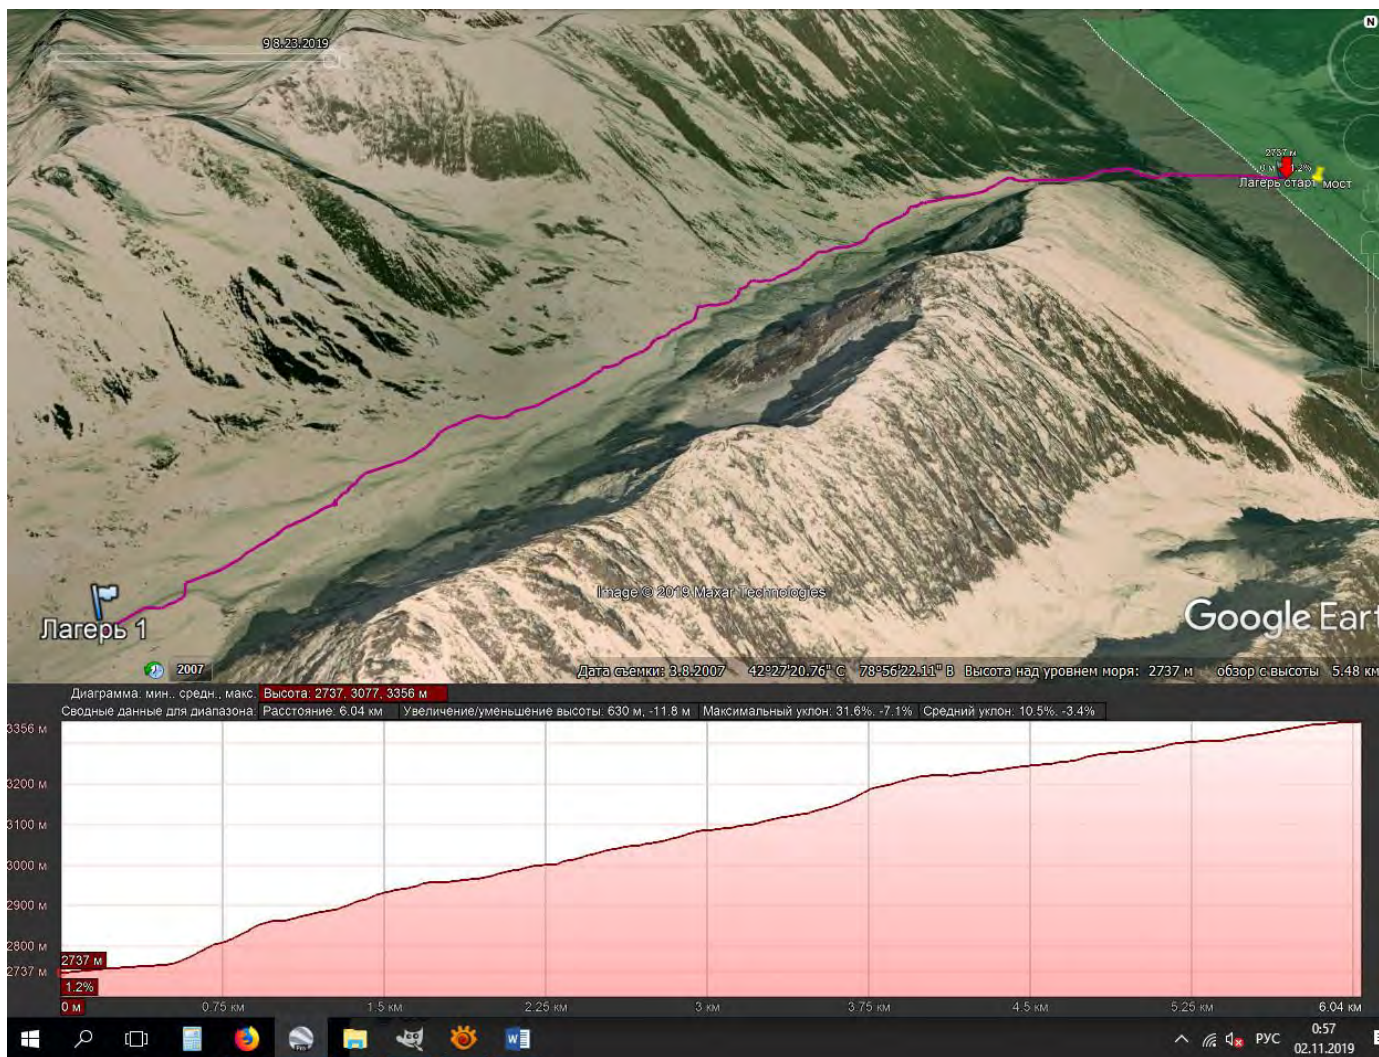 9 8.23.2019
N
2737 м
1.2%
Лагерь старт мост
Лагерь 1
Image © 2019 Maxar Technologies
Google Eart
2007
Дата съемки: 3.8.2007 42°27'20.76" С 78°56'22.11" В Высота над уровнем моря: 2737 м обзор с высоты 5.48 км
Диаграмма: мин., средн., макс. Высота: 2737, 3077, 3356 м
Сводные данные для диапазона: Расстояние: 6.04 км Увеличение/уменьшение высоты: 630 м, -11.8 м Максимальный уклон: 31.6%, -7.1% Средний уклон: 10.5%, -3.4%
3356 м
3200 м
3100 м
3000 м
2900 м
2800 м
2737 м
2737 м
1.2%
0 м 0.75 км 1.5 км 2.25 км 3 км 3.75 км 4.5 км 5.25 км 6.04 км
РУС
0:57
02.11.2019